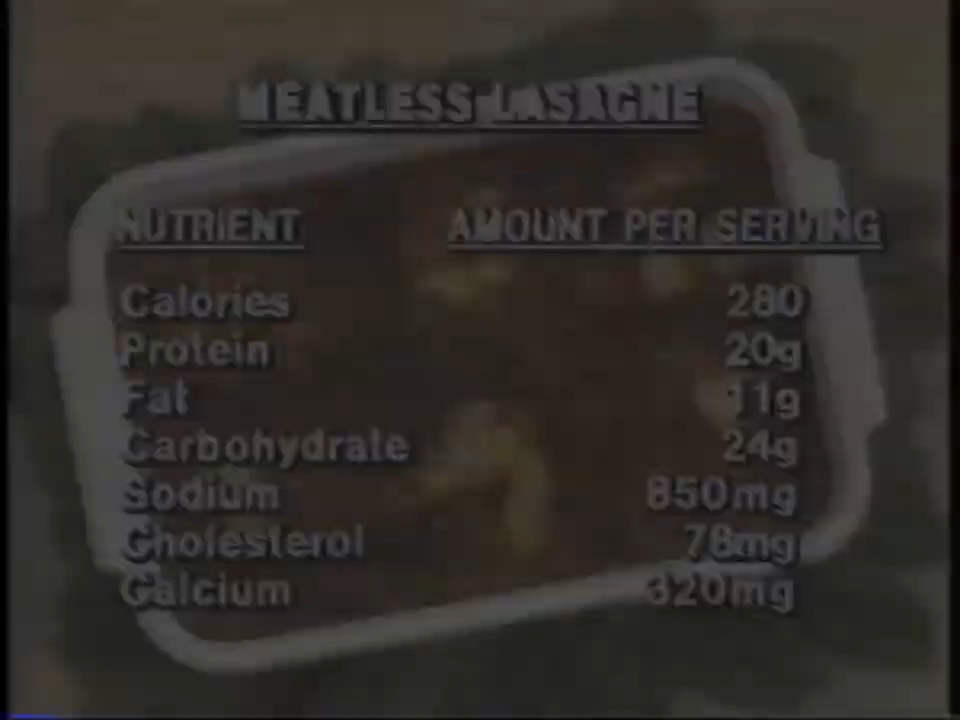 MEATLESS LASAGNE
NUTRIENT AMOUNT PER SERVING
Calories 280
Protein 20g
Fat 11g
Carbohydrate 24g
Sodium 850mg
Cholesterol 78mg
Calcium 320mg